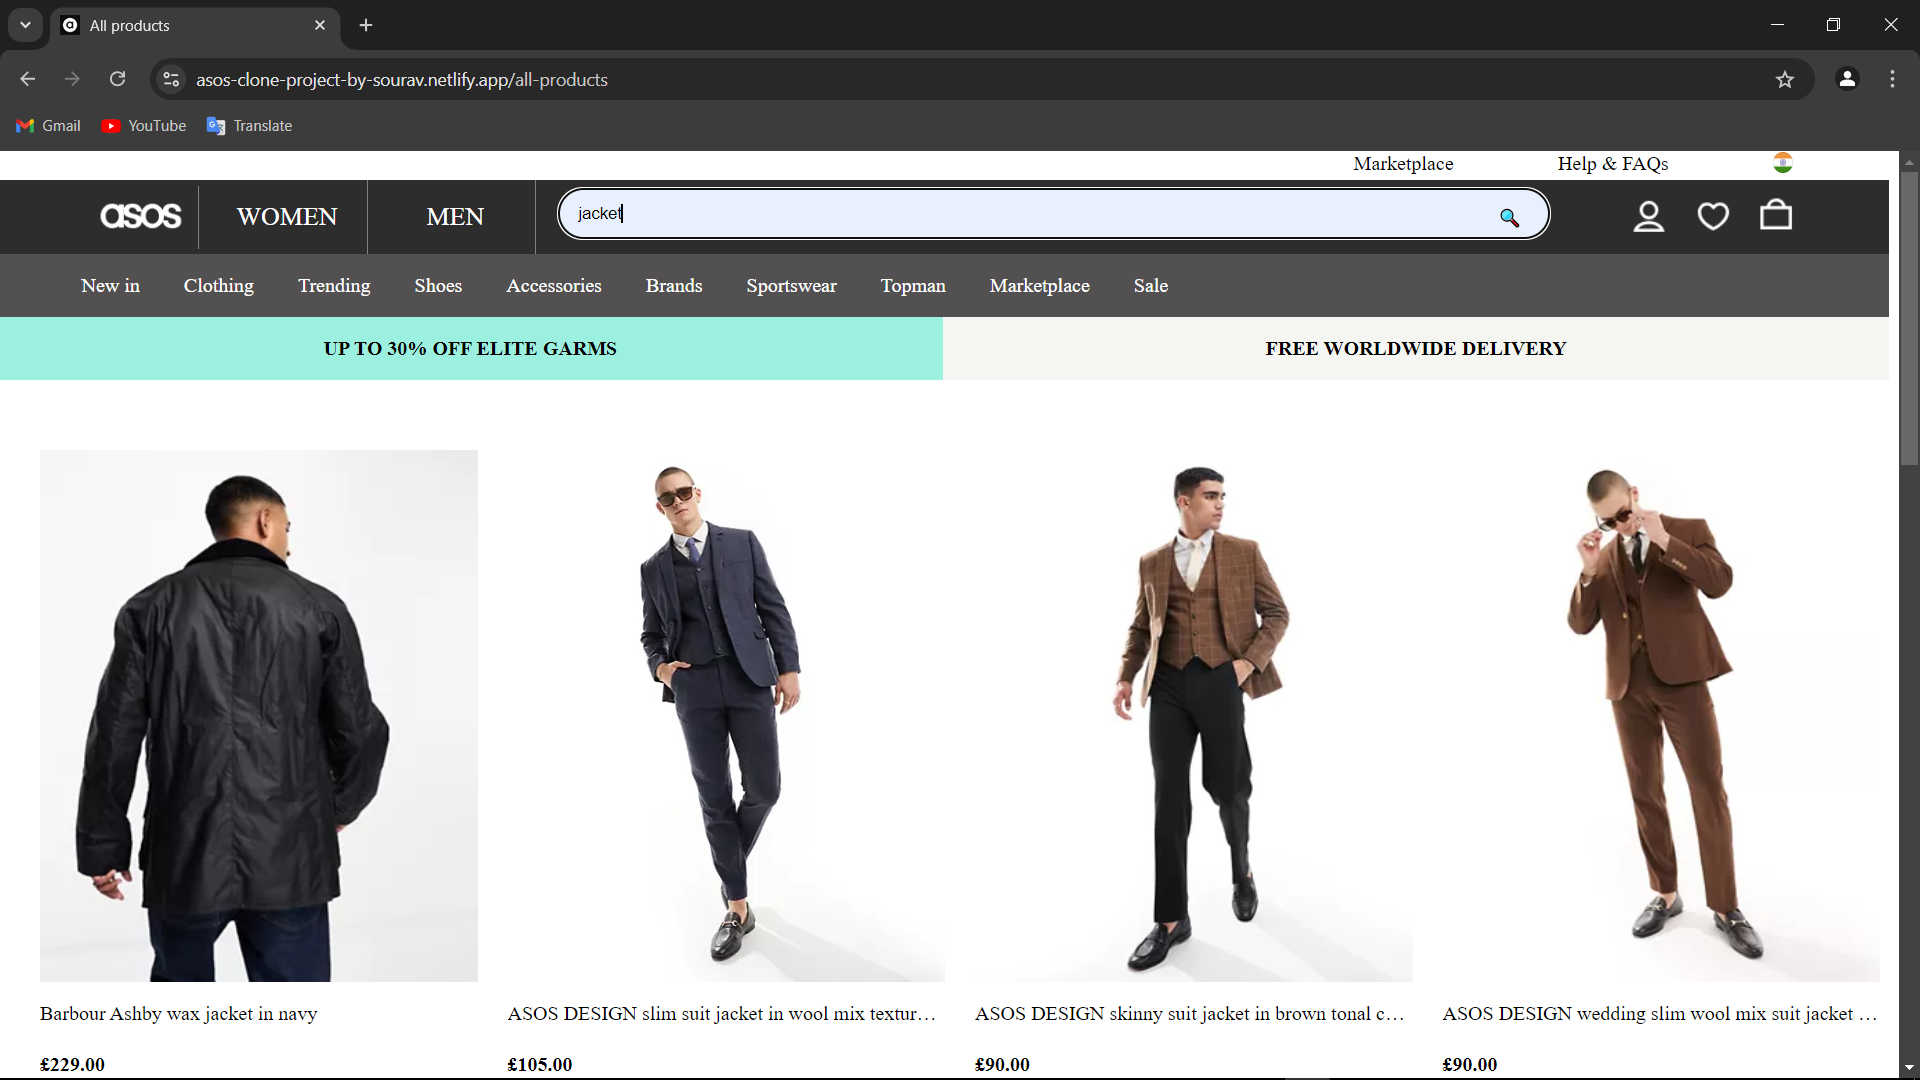 All products
asos-clone-project-by-sourav.netlify.app/all-products
Gmail YouTube Translate
Marketplace Help & FAQs
asos WOMEN MEN jacket
New in Clothing Trending Shoes Accessories Brands Sportswear Topman Marketplace Sale
UP TO 30% OFF ELITE GARMS FREE WORLDWIDE DELIVERY
Barbour Ashby wax jacket in navy ASOS DESIGN slim suit jacket in wool mix textur... ASOS DESIGN skinny suit jacket in brown tonal c... ASOS DESIGN wedding slim wool mix suit jacket ...
£229.00 £105.00 £90.00 £90.00